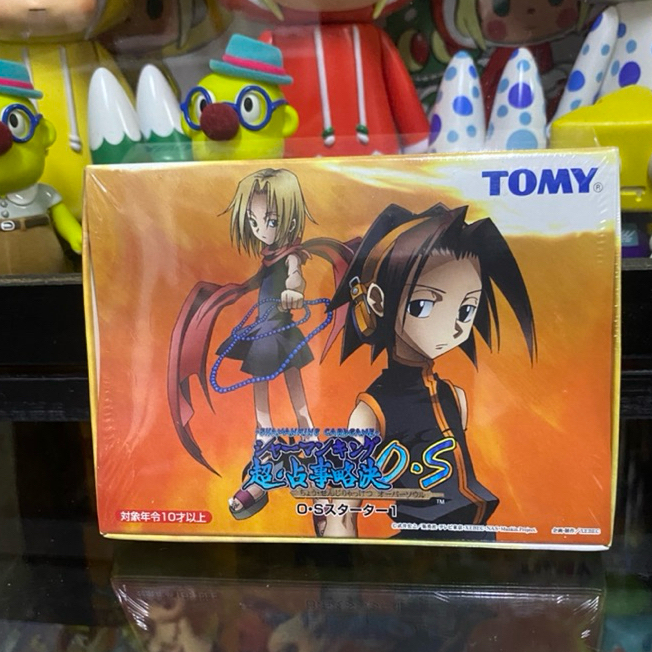 TOMY®
SHAMANKING CARDGAME
シャーマンキング
超・占事略決O・S
ちょう・せんじりゃっけつ オーバーソウル
TM
O・Sスターター1
対象年令10才以上